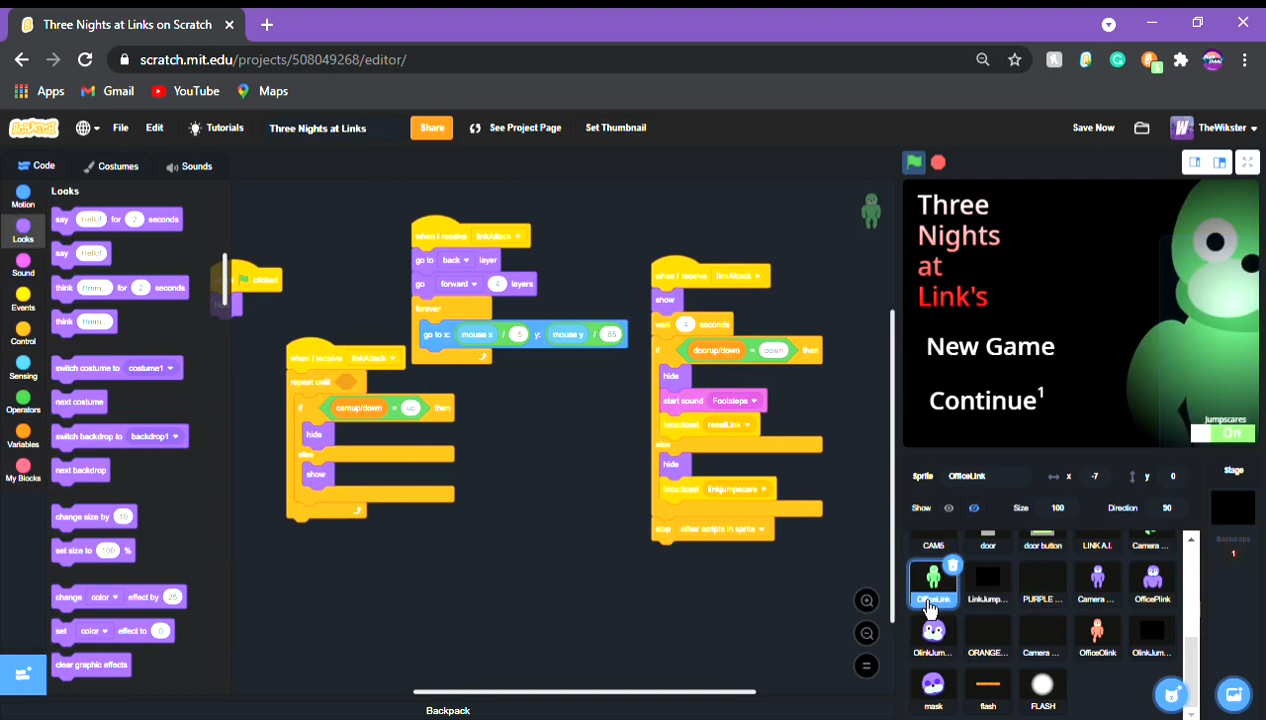 Three Nights at Links on Scratch
scratch.mit.edu/projects/508049268/editor/
Apps
Gmail
YouTube
Maps
SCRATCH
File
Edit
Tutorials
Three Nights at Links
Share
See Project Page
Set Thumbnail
Save Now
TheWikster
Code
Costumes
Sounds
Motion
Looks
Sound
Events
Control
Sensing
Operators
Variables
My Blocks
Looks
say Hello! for 2 seconds
say Hello!
think Hmm... for 2 seconds
think Hmm...
switch costume to costume1
next costume
switch backdrop to backdrop1
next backdrop
change size by 10
set size to 100 %
change color effect by 25
set color effect to 0
clear graphic effects
clicked
when I receive linkAttack
repeat until
if camup/down = up then
hide
else
show
when I receive linkAttack
go to back layer
go forward 4 layers
forever
go to x: mouse x / 5 y: mouse y / 65
when I receive linkAttack
show
wait seconds
if doorup/down = down then
hide
start sound Footsteps
broadcast resetLink
else
hide
broadcast linkjumpscare
stop other scripts in sprite
Three
Nights
at
Link's
New Game
Continue1
jumpscares
On
Sprite OfficeLink x -7 y 0
Show Size 100 Direction 90
CAM5
door
door button
LINK A.I.
Camera ...
OfficeLink
LinkJump...
PURPLE ...
Camera ...
OfficePlink
OlinkJum...
ORANGE...
Camera ...
OfficeOlink
OlinkJum...
mask
flash
FLASH
Stage
Backdrops
1
Backpack